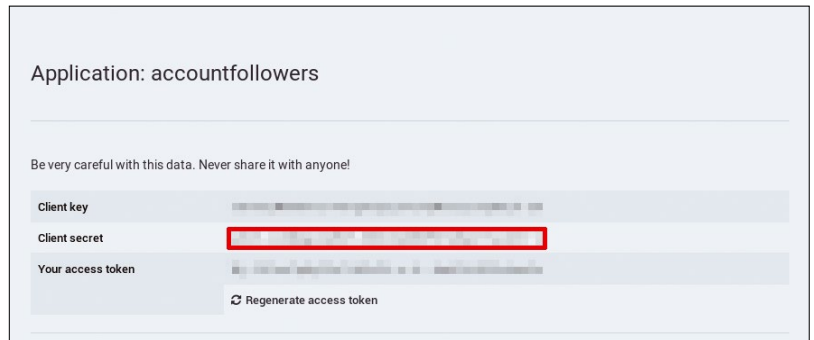 Application: accountfollowers
Be very careful with this data. Never share it with anyone!
Client key
Client secret
Your access token
Regenerate access token